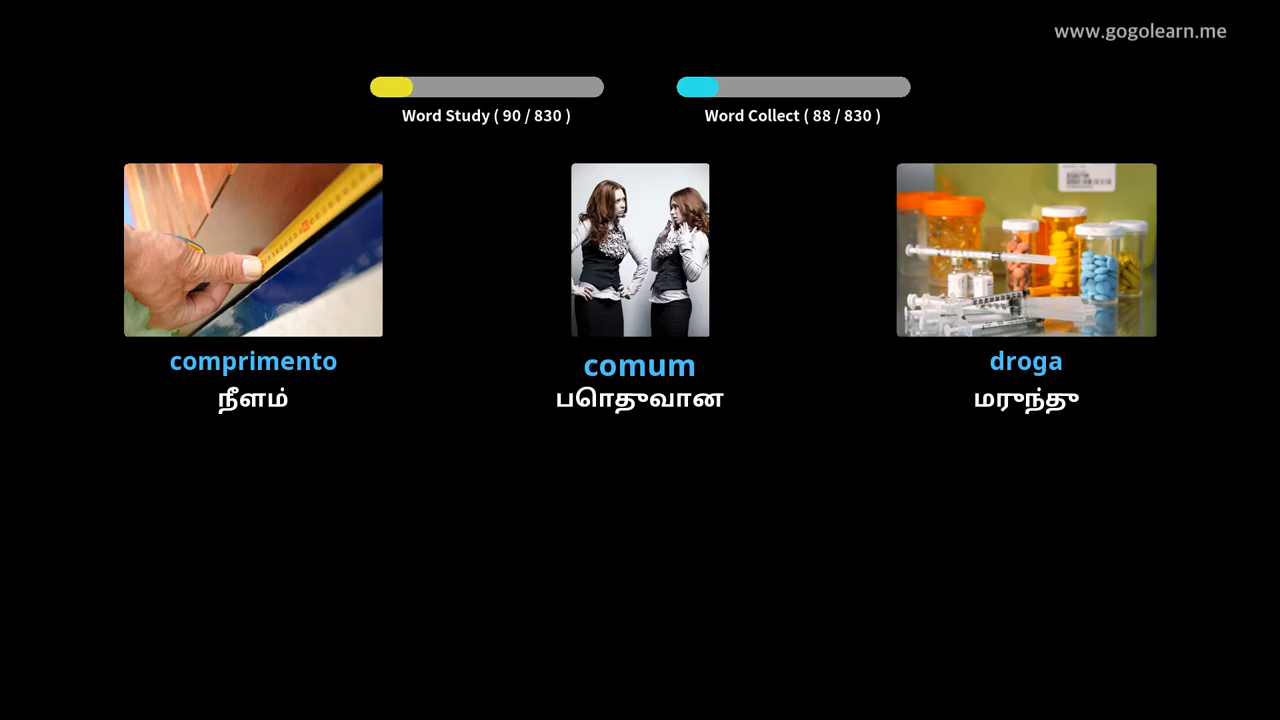 www.gogolearn.me
Word Study ( 90 / 830 )
Word Collect ( 88 / 830 )
comprimento
comum
droga
நீளம்
பொதுவான
மருந்து